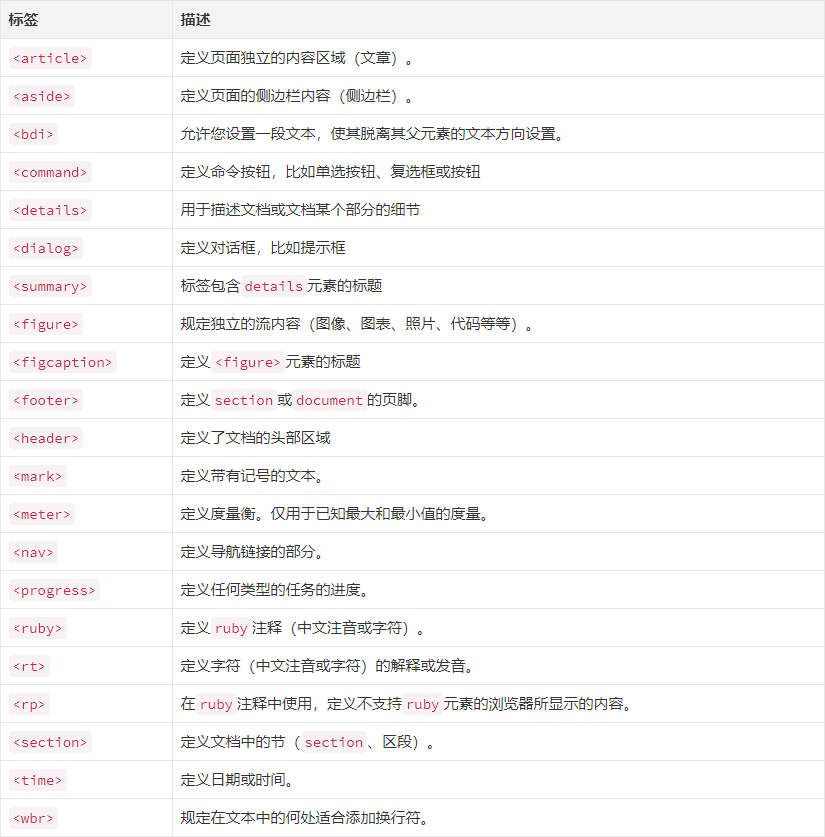 标签 描述
<article> 定义页面独立的内容区域（文章）。
<aside> 定义页面的侧边栏内容（侧边栏）。
<bdi> 允许您设置一段文本，使其脱离其父元素的文本方向设置。
<command> 定义命令按钮，比如单选按钮、复选框或按钮
<details> 用于描述文档或文档某个部分的细节
<dialog> 定义对话框，比如提示框
<summary> 标签包含 details 元素的标题
<figure> 规定独立的流内容（图像、图表、照片、代码等等）。
<figcaption> 定义 <figure> 元素的标题
<footer> 定义 section 或 document 的页脚。
<header> 定义了文档的头部区域
<mark> 定义带有记号的文本。
<meter> 定义度量衡。仅用于已知最大和最小值的度量。
<nav> 定义导航链接的部分。
<progress> 定义任何类型的任务的进度。
<ruby> 定义 ruby 注释（中文注音或字符）。
<rt> 定义字符（中文注音或字符）的解释或发音。
<rp> 在 ruby 注释中使用，定义不支持 ruby 元素的浏览器所显示的内容。
<section> 定义文档中的节（ section 、区段）。
<time> 定义日期或时间。
<wbr> 规定在文本中的何处适合添加换行符。